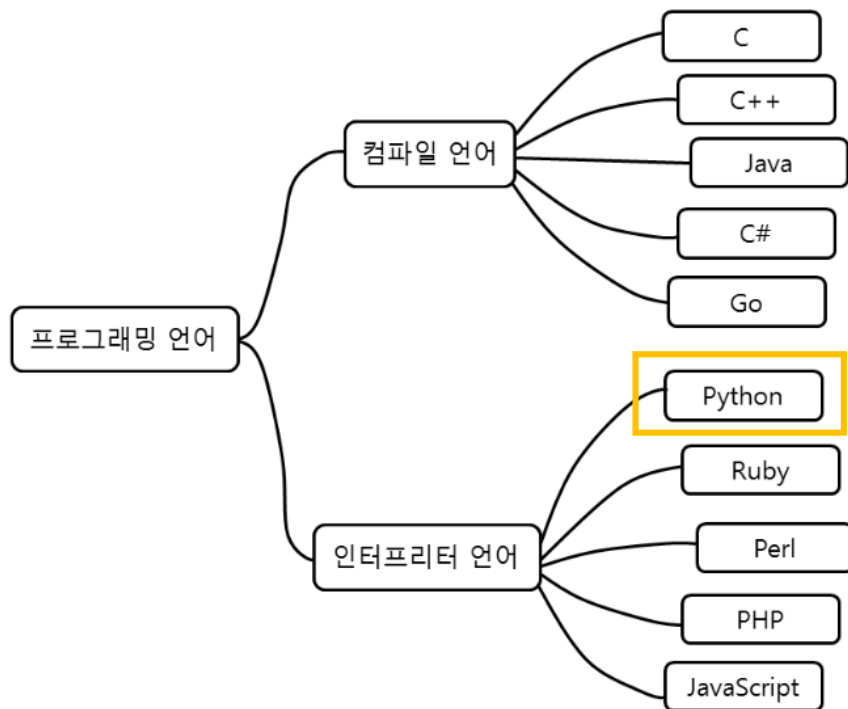 프로그래밍 언어
컴파일 언어
C
C++
Java
C#
Go
인터프리터 언어
Python
Ruby
Perl
PHP
JavaScript